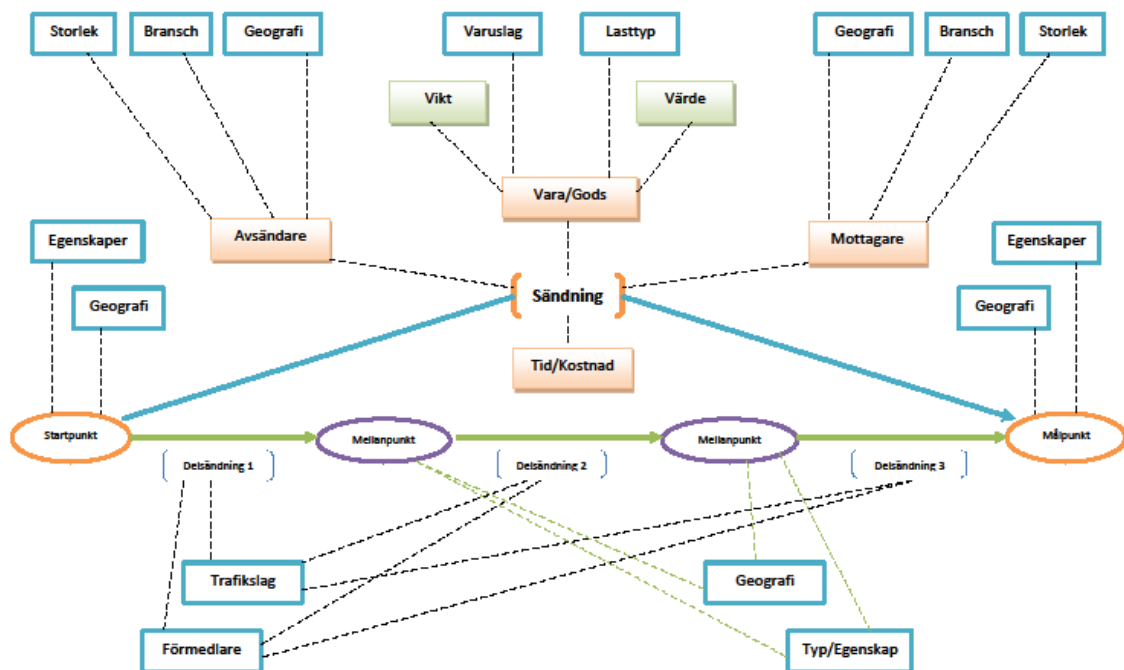 Storlek
Bransch
Geografi
Varuslag
Lasttyp
Geografi
Bransch
Storlek
Vikt
Värde
Vara/Gods
Avsändare
Mottagare
Egenskaper
Egenskaper
Geografi
Sändning
Geografi
Tid/Kostnad
Startpunkt
Mellanpunkt
Mellanpunkt
Målpunkt
Delsändning 1
Delsändning 2
Delsändning 3
Trafikslag
Geografi
Förmedlare
Typ/Egenskap